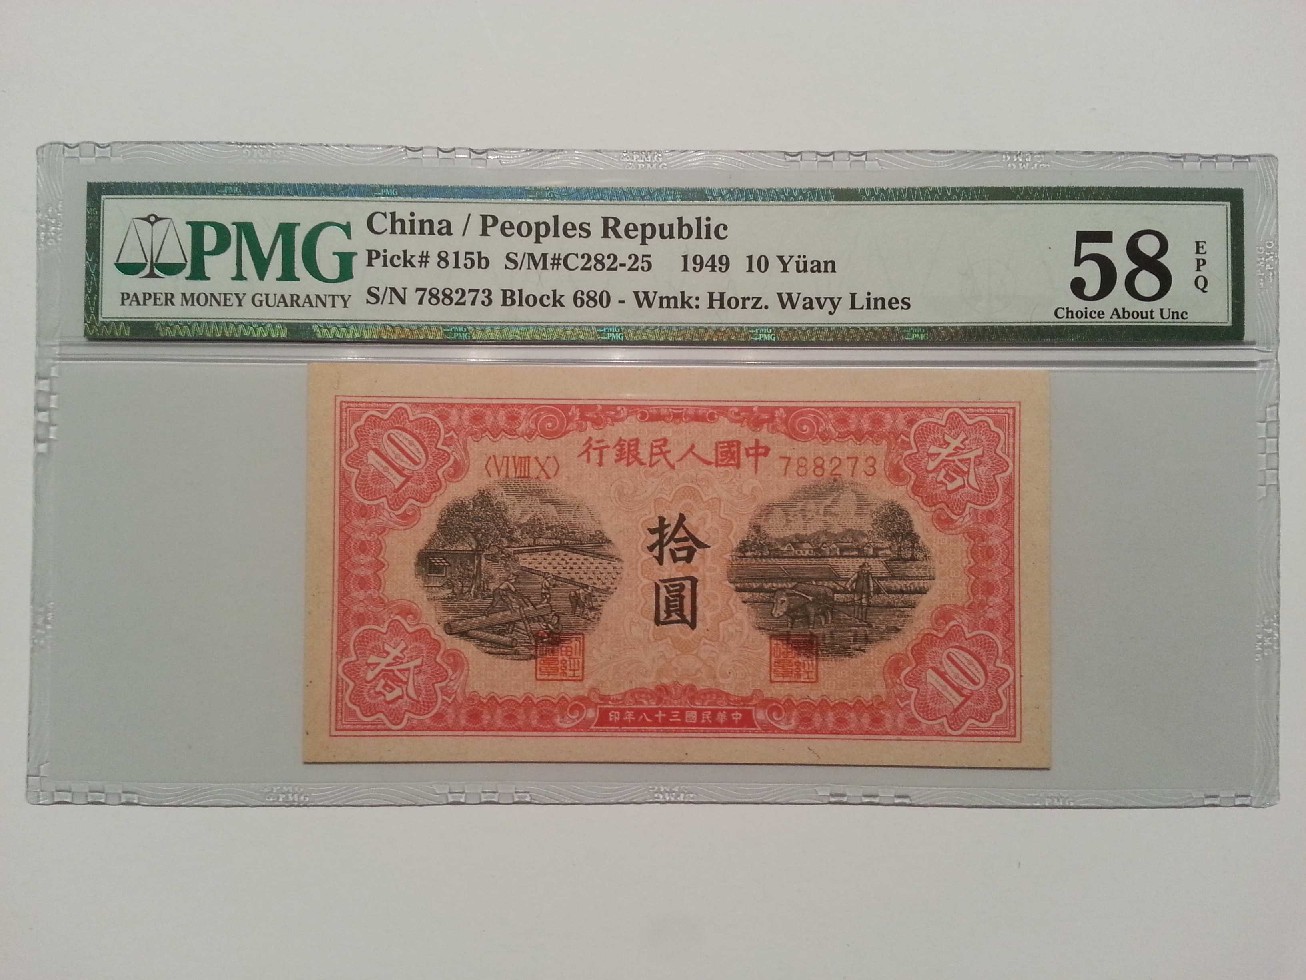 PMG
PAPER MONEY GUARANTY
China / Peoples Republic
Pick# 815b S/M#C282-25 1949 10 Yüan
S/N 788273 Block 680 - Wmk: Horz. Wavy Lines
58
EPQ
Choice About Unc
10
行銀民人國中
拾
〈VI VIII X〉
788273
拾圓
拾
10
印年八十三國民華中